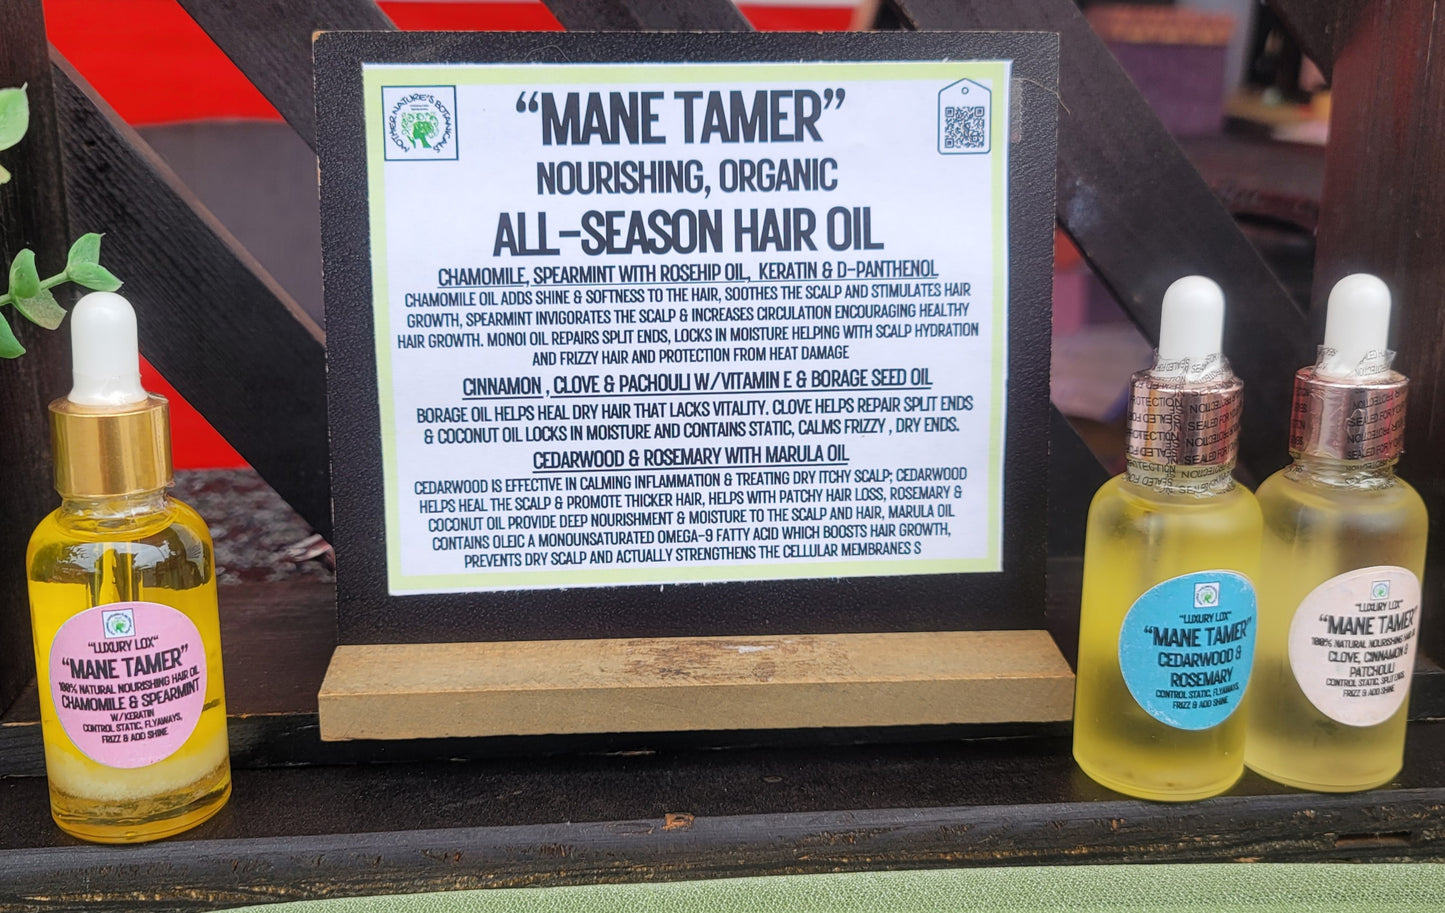 MOTHER NATURE'S BOTANICALS
"MANE TAMER"
NOURISHING, ORGANIC
ALL-SEASON HAIR OIL
CHAMOMILE, SPEARMINT WITH ROSEHIP OIL, KERATIN & D-PANTHENOL
CHAMOMILE OIL ADDS SHINE & SOFTNESS TO THE HAIR, SOOTHES THE SCALP AND STIMULATES HAIR
GROWTH, SPEARMINT INVIGORATES THE SCALP & INCREASES CIRCULATION ENCOURAGING HEALTHY
HAIR GROWTH. MONOI OIL REPAIRS SPLIT ENDS, LOCKS IN MOISTURE HELPING WITH SCALP HYDRATION
AND FRIZZY HAIR AND PROTECTION FROM HEAT DAMAGE
CINNAMON , CLOVE & PACHOULI W/VITAMIN E & BORAGE SEED OIL
BORAGE OIL HELPS HEAL DRY HAIR THAT LACKS VITALITY. CLOVE HELPS REPAIR SPLIT ENDS
& COCONUT OIL LOCKS IN MOISTURE AND CONTAINS STATIC, CALMS FRIZZY , DRY ENDS.
CEDARWOOD & ROSEMARY WITH MARULA OIL
CEDARWOOD IS EFFECTIVE IN CALMING INFLAMMATION & TREATING DRY ITCHY SCALP; CEDARWOOD
HELPS HEAL THE SCALP & PROMOTE THICKER HAIR, HELPS WITH PATCHY HAIR LOSS, ROSEMARY &
COCONUT OIL PROVIDE DEEP NOURISHMENT & MOISTURE TO THE SCALP AND HAIR, MARULA OIL
CONTAINS OLEIC A MONOUNSATURATED OMEGA-9 FATTY ACID WHICH BOOSTS HAIR GROWTH,
PREVENTS DRY SCALP AND ACTUALLY STRENGTHENS THE CELLULAR MEMBRANES S
"LUXURY LOX"
"MANE TAMER"
100% NATURAL NOURISHING HAIR OIL
CHAMOMILE & SPEARMINT
W/KERATIN
CONTROL STATIC, FLYAWAYS,
FRIZZ & ADD SHINE
"LUXURY LOX"
"MANE TAMER"
CEDARWOOD &
ROSEMARY
CONTROL STATIC, FLYAWAYS,
FRIZZ & ADD SHINE
"LUXURY LOX"
"MANE TAMER"
100% NATURAL NOURISHING HAIR OIL
CLOVE, CINNAMON &
PATCHOULI
CONTROL STATIC, SPLIT ENDS,
FRIZZ & ADD SHINE